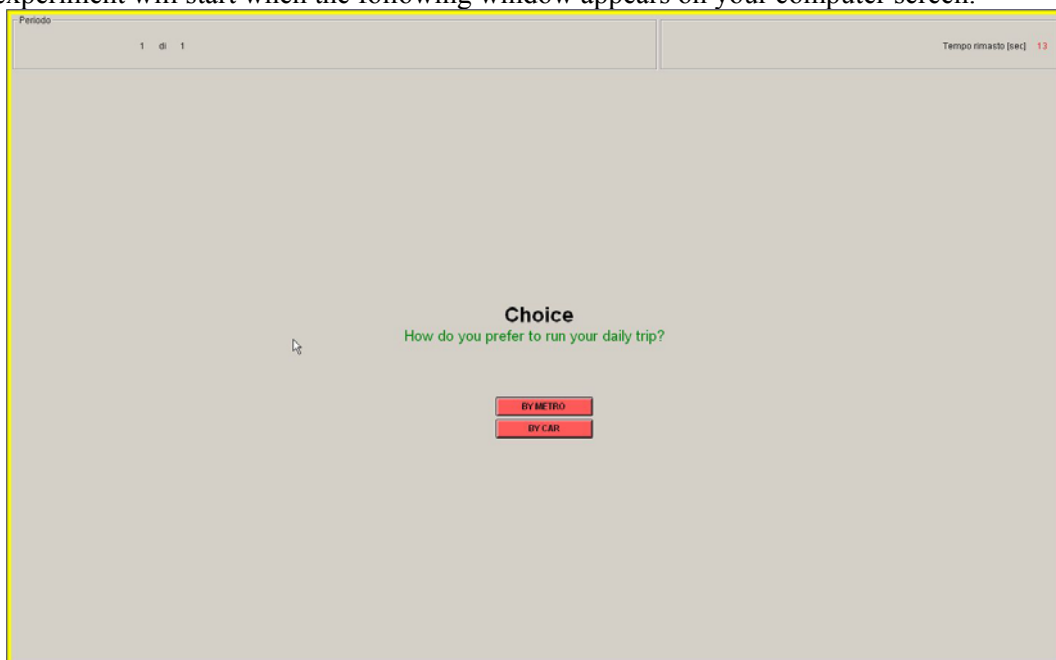 experiment will start when the following window appears on your computer screen.
Periodo
1 di 1
Tempo rimasto [sec] 13
Choice
How do you prefer to run your daily trip?
BY METRO
BY CAR